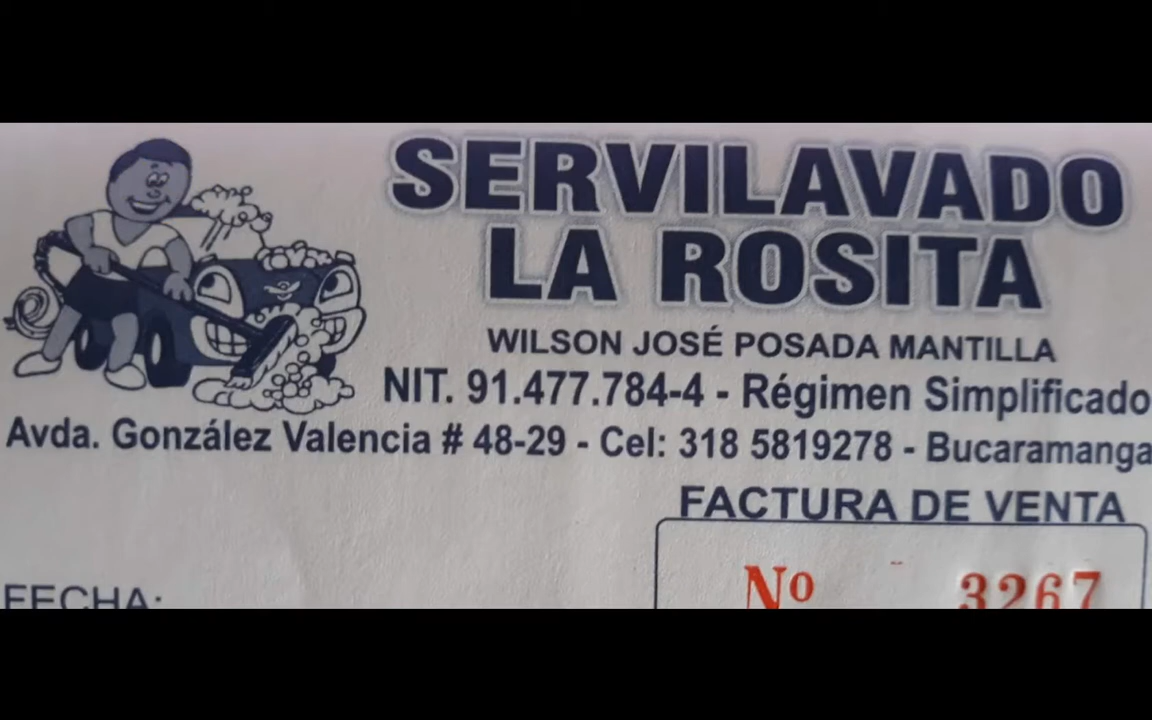 SERVILAVADO
LA ROSITA
WILSON JOSÉ POSADA MANTILLA
NIT. 91.477.784-4 - Régimen Simplificado
Avda. González Valencia # 48-29 - Cel: 318 5819278 - Bucaramanga
FACTURA DE VENTA
FECHA:
Nº 3267